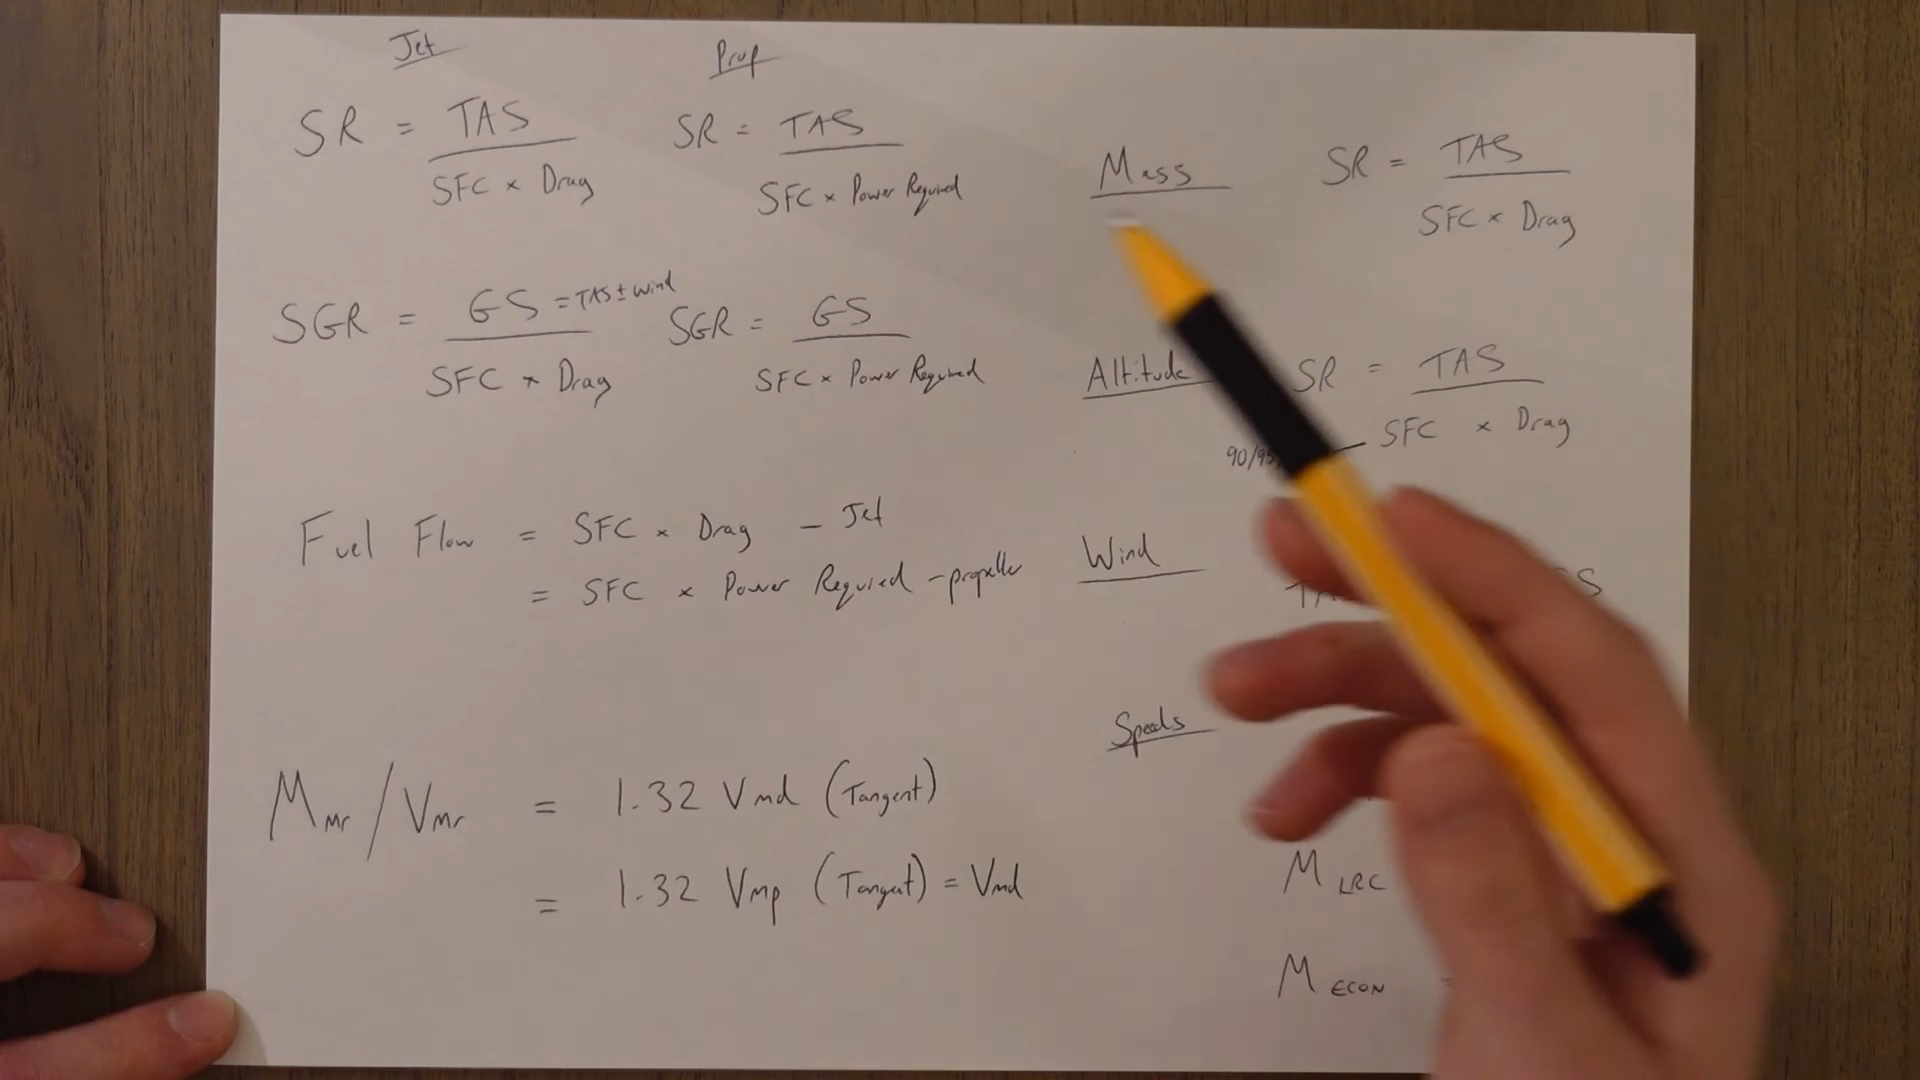 Jet
SR = TAS
SFC × Drag
SGR = GS = TAS ± Wind
SFC × Drag
Prop
SR = TAS
SFC × Power Required
SGR = GS
SFC × Power Required
Fuel Flow = SFC × Drag - Jet
= SFC × Power Required - propeller
Mmr / Vmr = 1.32 Vmd (Tangent)
= 1.32 Vmp (Tangent) = Vmd
Mass
SR = TAS
SFC × Drag
Altitude
SR = TAS
SFC × Drag
Wind
Speeds
M LRC
M ECON